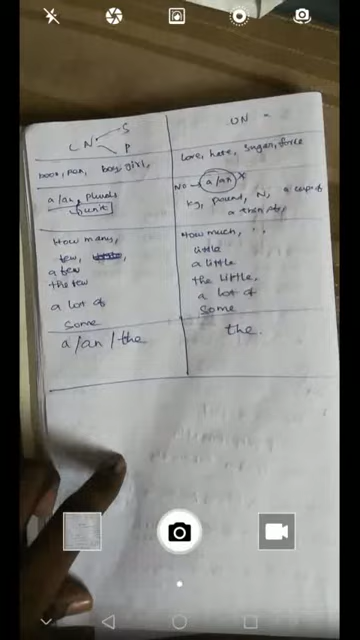 CN
S
P
UN
book, pen, boy, girl,
Love, hate, sugar, force
a/an, plurals
unit
No → a/an ×
kg, pound, N, a cup of
How many,
few,
a few
the few
a lot of
Some
How much,
little
a little
the little,
a lot of
Some
a/an/the
the.